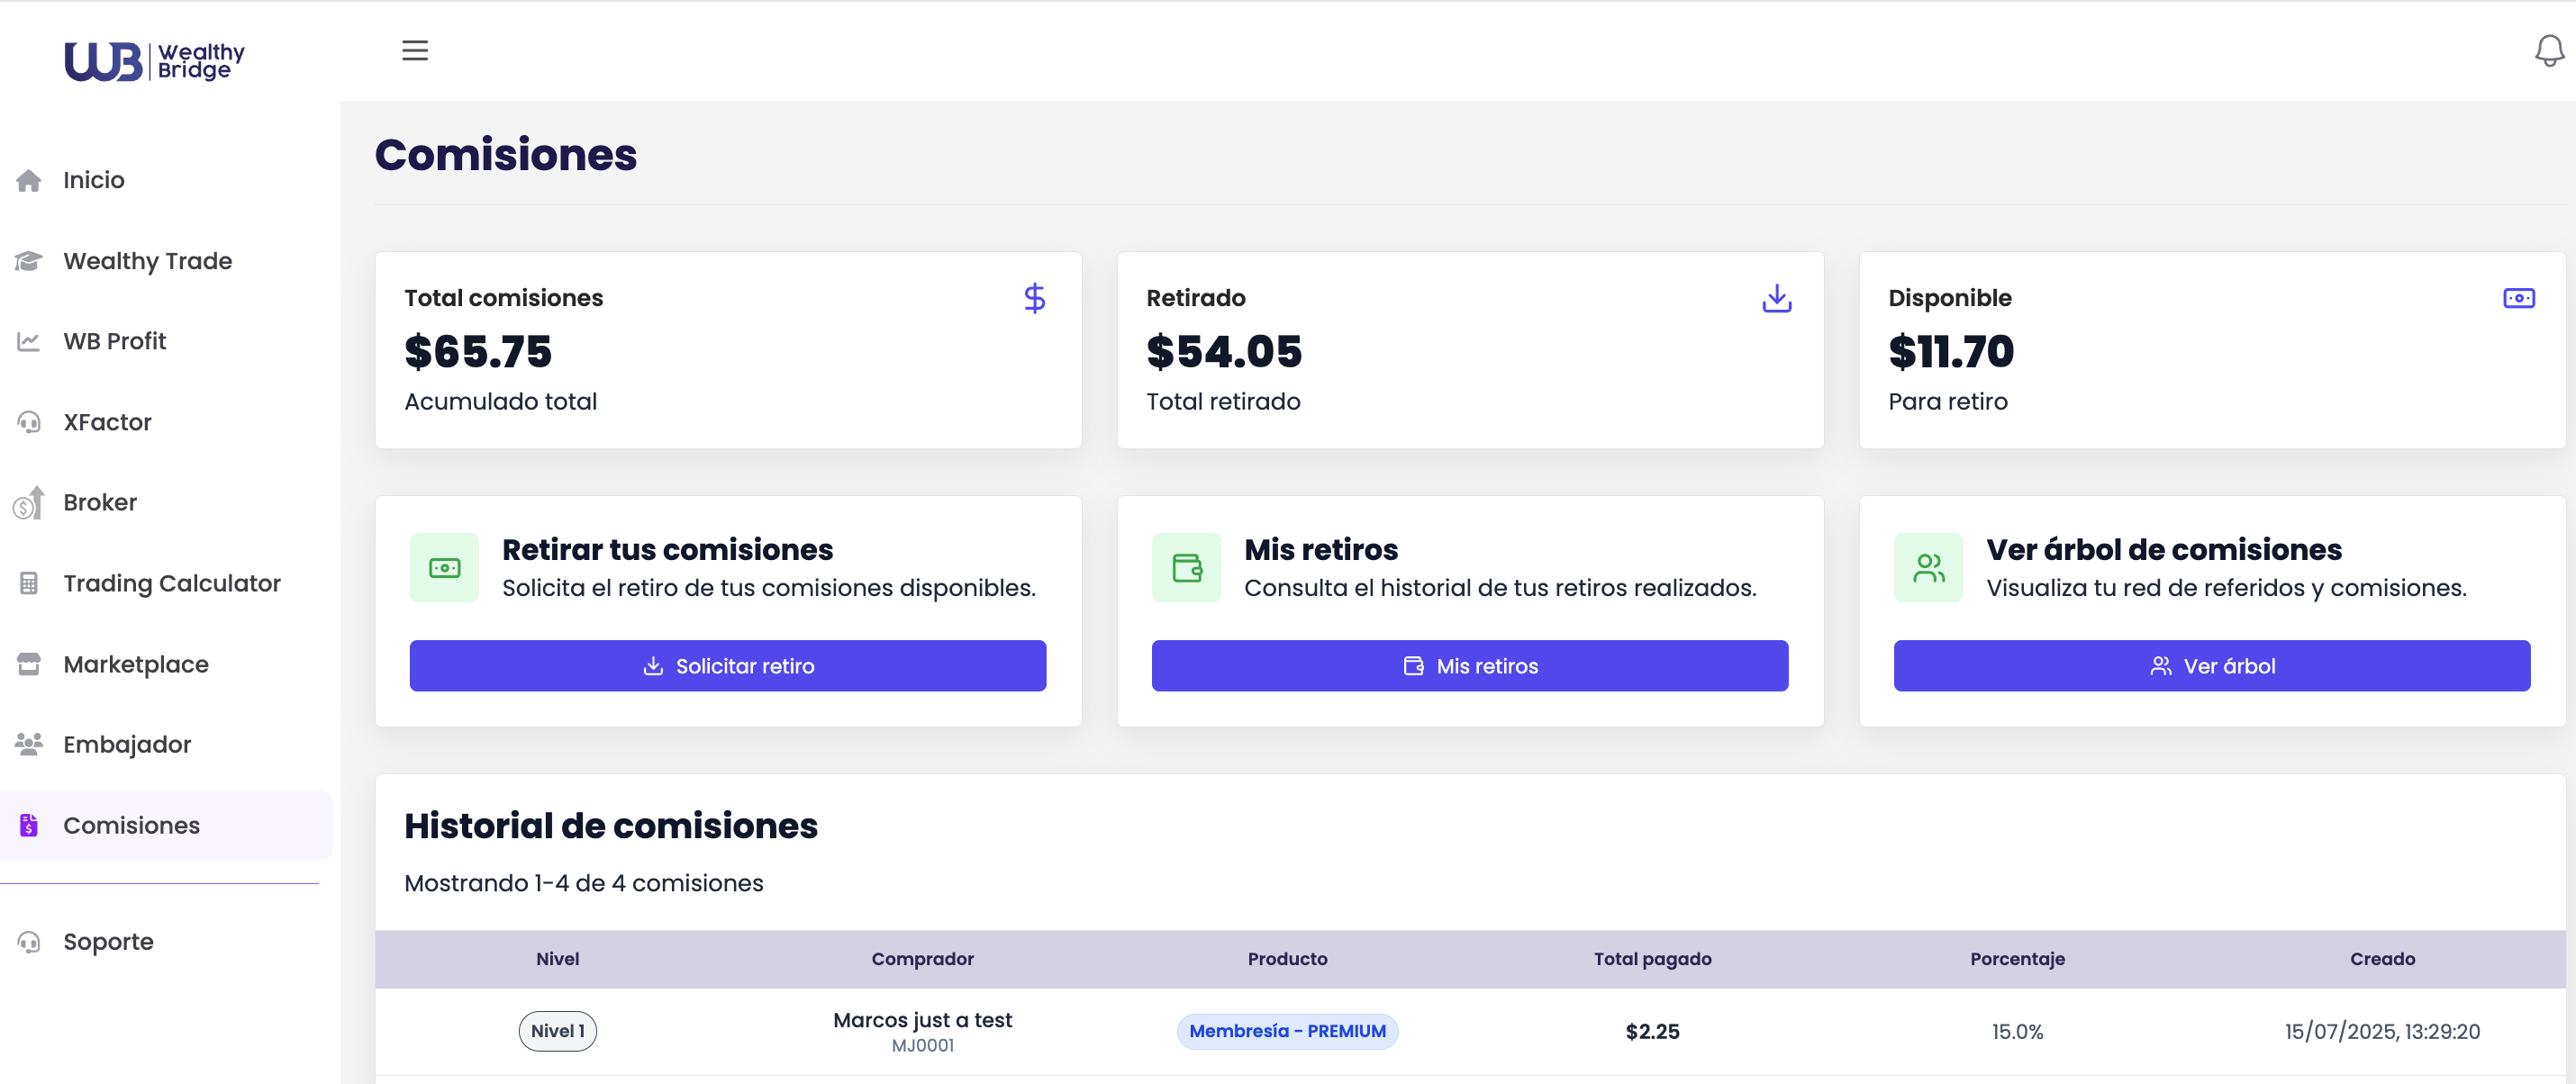 WB Wealthy
Bridge
Inicio
Wealthy Trade
WB Profit
XFactor
Broker
Trading Calculator
Marketplace
Embajador
Comisiones
Soporte
Comisiones
Total comisiones
$65.75
Acumulado total
Retirado
$54.05
Total retirado
Disponible
$11.70
Para retiro
Retirar tus comisiones
Solicita el retiro de tus comisiones disponibles.
Solicitar retiro
Mis retiros
Consulta el historial de tus retiros realizados.
Mis retiros
Ver árbol de comisiones
Visualiza tu red de referidos y comisiones.
Ver árbol
Historial de comisiones
Mostrando 1-4 de 4 comisiones
Nivel Comprador Producto Total pagado Porcentaje Creado
Nivel 1 Marcos just a test Membresía - PREMIUM $2.25 15.0% 15/07/2025, 13:29:20
MJ0001